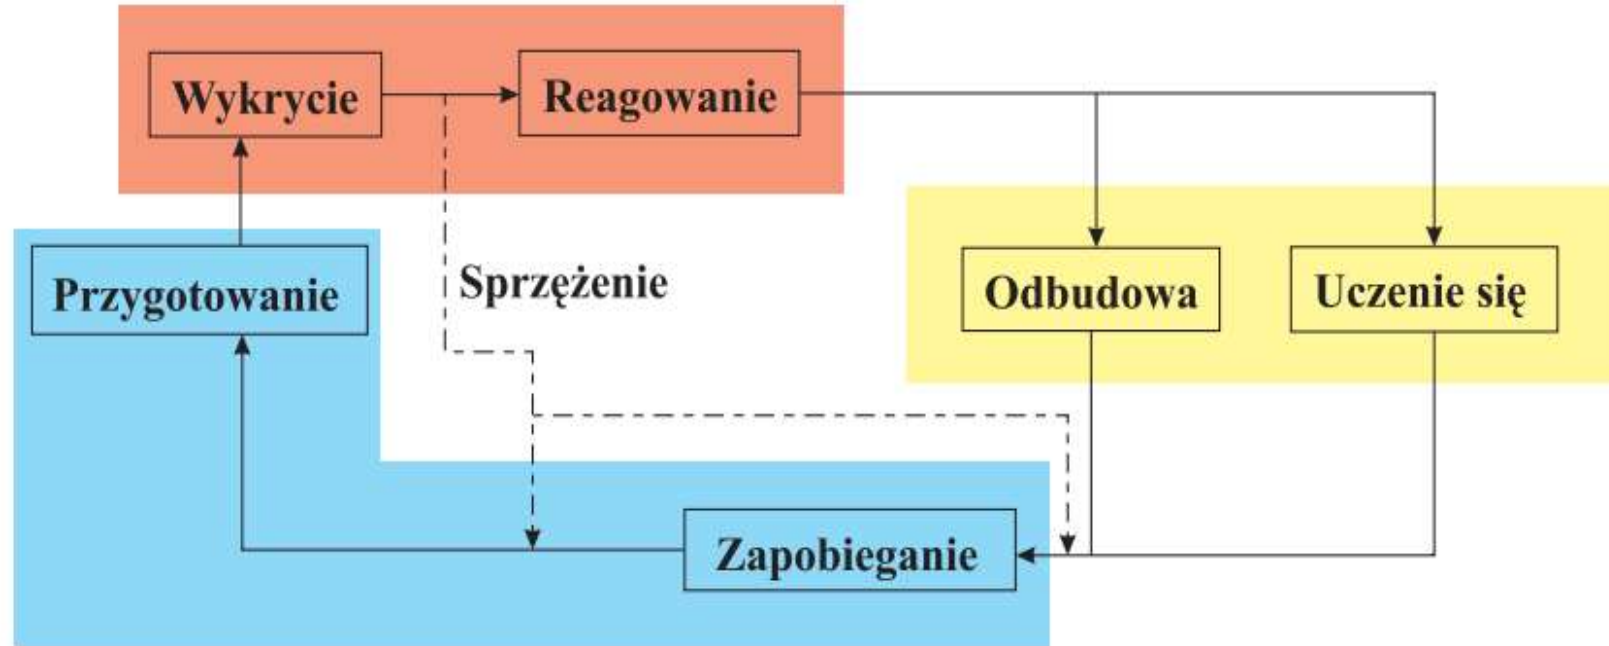 Wykrycie
Reagowanie
Przygotowanie
Sprzężenie
Odbudowa
Uczenie się
Zapobieganie